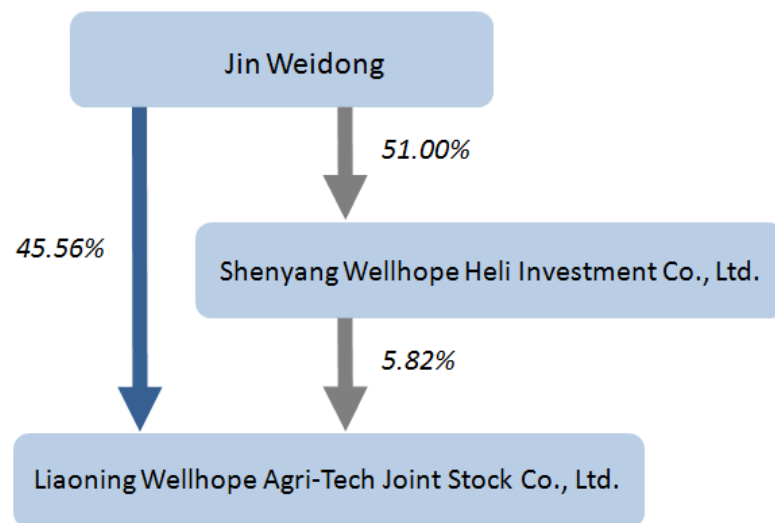 Jin Weidong
51.00%
45.56%
Shenyang Wellhope Heli Investment Co., Ltd.
5.82%
Liaoning Wellhope Agri-Tech Joint Stock Co., Ltd.